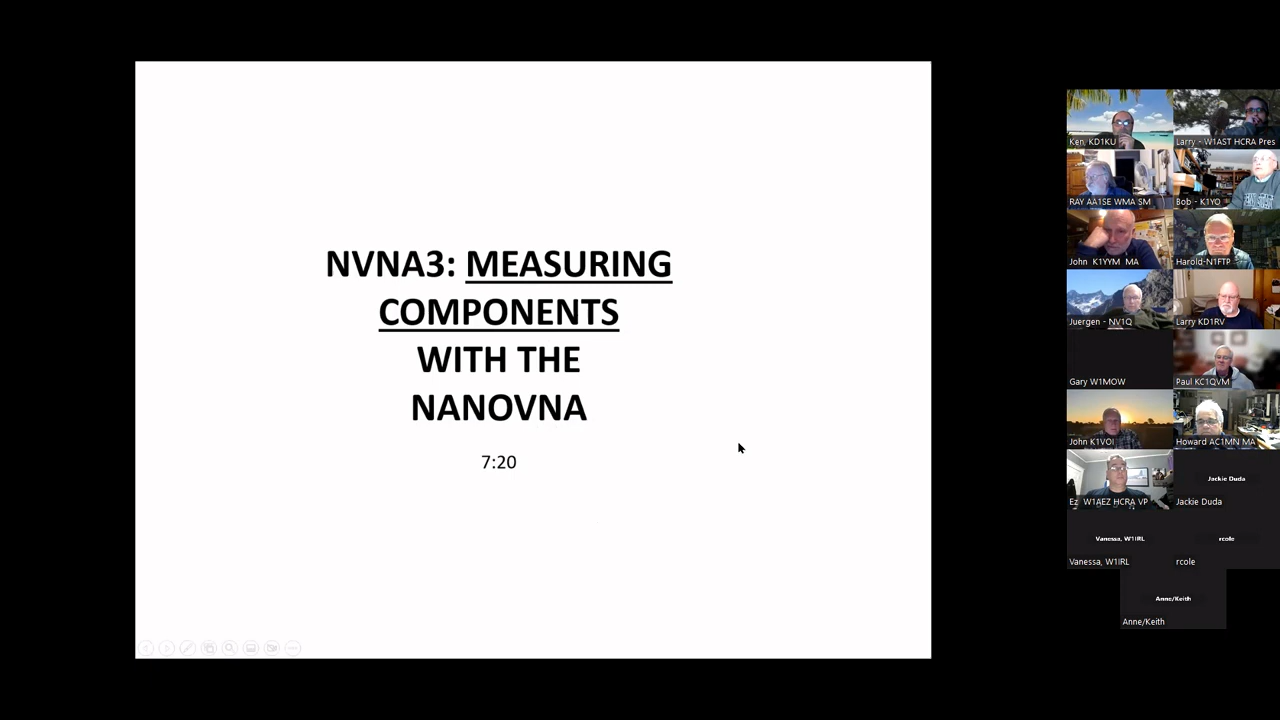 NVNA3: MEASURING
COMPONENTS
WITH THE
NANOVNA
7:20
Ken, KD1KU
Larry - W1AST HCRA Pres
RAY AA1SE WMA SM
Bob - K1YO
John K1YYM MA
Harold-N1FTP
Juergen - NV1Q
Larry KD1RV
Gary W1MOW
Paul KC1QVM
John K1VOI
Howard AC1MN MA
Ez W1AEZ HCRA VP
Jackie Duda
Jackie Duda
Vanessa, W1IRL
rcole
Vanessa, W1IRL
rcole
Anne/Keith
Anne/Keith